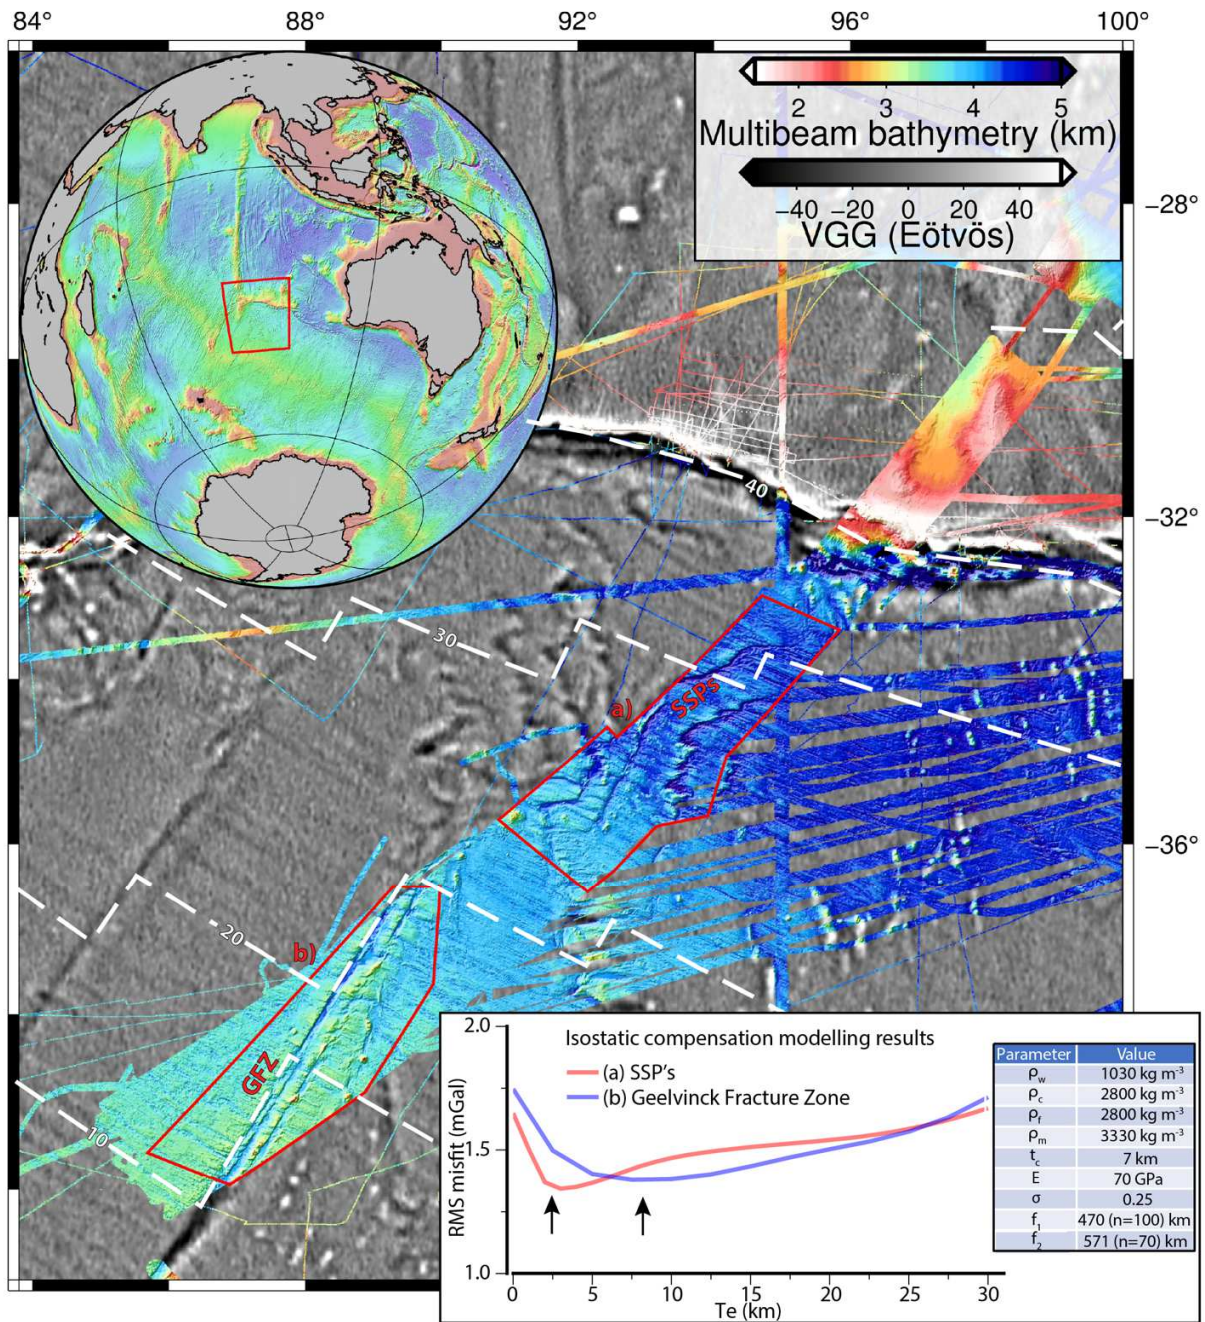 84° 88° 92° 96° 100°
2 3 4 5
Multibeam bathymetry (km)
−40 −20 0 20 40
VGG (Eötvös)
−28°
40
−32°
30
SSPs
a)
−36°
20
b)
GFZ
10
2.0
1.5
1.0
RMS misfit (mGal)
Isostatic compensation modelling results
(a) SSP's
(b) Geelvinck Fracture Zone
0 5 10 15 20 25 30
Te (km)
Parameter Value
ρw 1030 kg m-3
ρc 2800 kg m-3
ρf 2800 kg m-3
ρm 3330 kg m-3
tc 7 km
E 70 GPa
σ 0.25
f1 470 (n=100) km
f2 571 (n=70) km